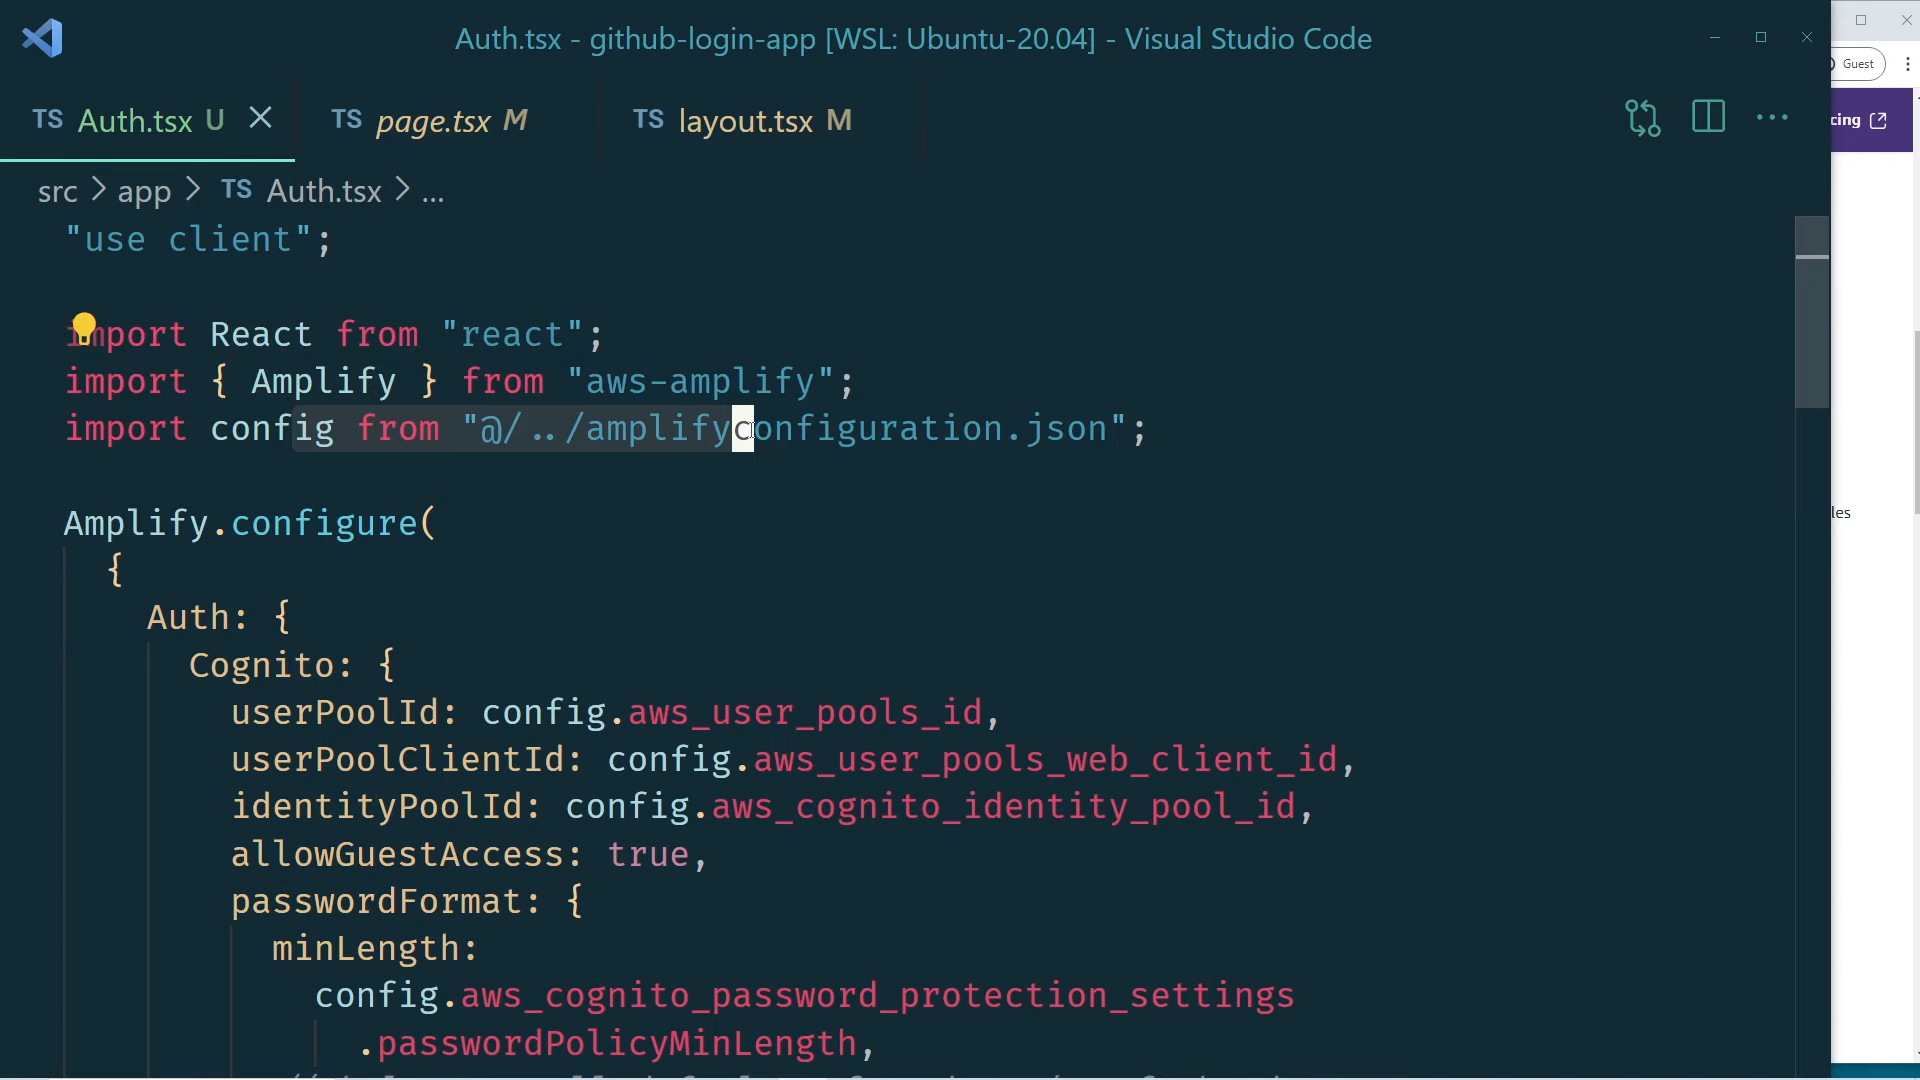 Auth.tsx - github-login-app [WSL: Ubuntu-20.04] - Visual Studio Code
Guest
TS Auth.tsx U
TS page.tsx M
TS layout.tsx M
cing
src > app > TS Auth.tsx > ...
"use client";
import React from "react";
import { Amplify } from "aws-amplify";
import config from "@/../amplifyconfiguration.json";
Amplify.configure(
{
les
Auth: {
Cognito: {
userPoolId: config.aws_user_pools_id,
userPoolClientId: config.aws_user_pools_web_client_id,
identityPoolId: config.aws_cognito_identity_pool_id,
allowGuestAccess: true,
passwordFormat: {
minLength:
config.aws_cognito_password_protection_settings
.passwordPolicyMinLength,